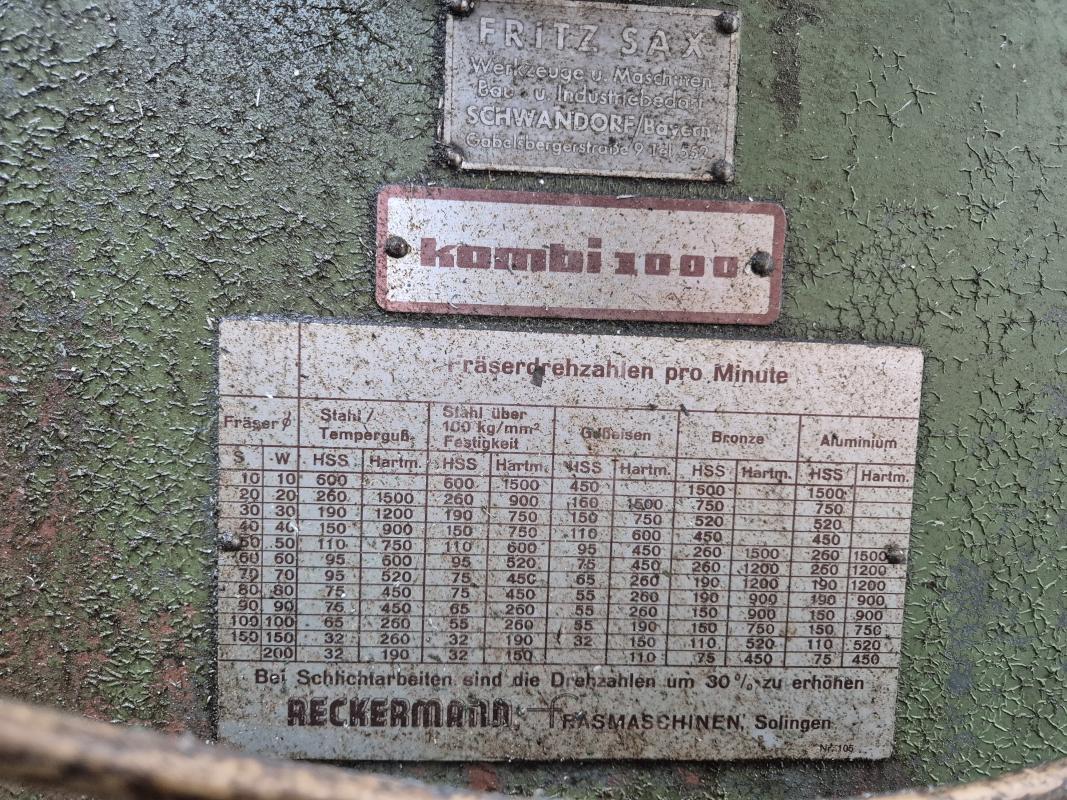 FRITZ SAX
Werkzeuge u. Maschinen
Bau- u. Industriebedarf
SCHWANDORF/Bayern
Gabelsbergerstraße 9 Tel. 552
kombi 1000
Fräserdrehzahlen pro Minute
Fräser ∅ Stahl/Temperguß Stahl über 100 kg/mm² Festigkeit Gußeisen Bronze Aluminium
S W HSS Hartm. HSS Hartm. HSS Hartm. HSS Hartm. HSS Hartm.
10 10 600 600 1500 450 1500 1500
20 20 260 1500 260 900 160 1500 750 750
30 30 190 1200 190 750 150 750 520 520
40 40 150 900 150 750 110 600 450 450
50 50 110 750 110 600 95 450 260 1500 260 1500
60 60 95 600 95 520 75 450 260 1200 260 1200
70 70 95 520 75 450 65 260 190 1200 190 1200
80 80 75 450 75 450 55 260 190 900 190 900
90 90 75 450 65 260 55 260 150 900 150 900
100 100 65 260 55 260 55 190 150 750 150 750
150 150 32 260 32 190 32 150 110 520 110 520
200 32 190 32 150 110 75 450 75 450
Bei Schlichtarbeiten sind die Drehzahlen um 30% zu erhöhen
RECKERMANN, FRÄSMASCHINEN, Solingen
Nr. 105